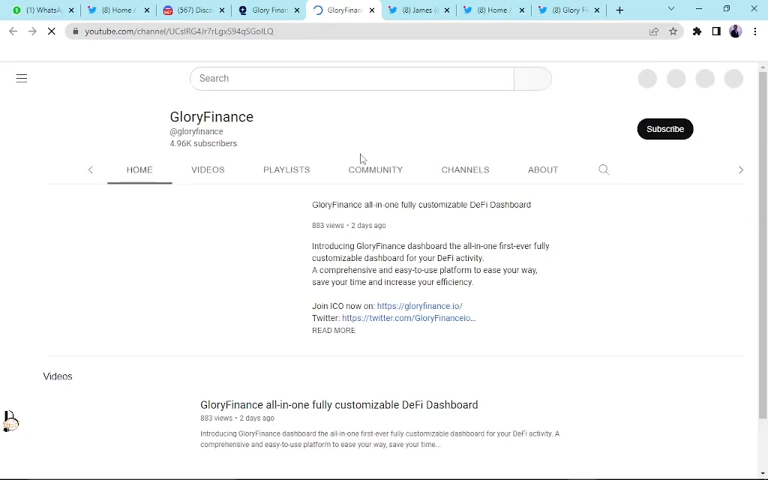 (1) WhatsA
(8) Home /
(567) Disco
Glory Finan
GloryFinanc
(8) James (
(8) Home /
(8) Glory Fi
youtube.com/channel/UCsIRG4Jr7rLgxS94qSGoILQ
Search
GloryFinance
@gloryfinance
4.96K subscribers
Subscribe
HOME VIDEOS PLAYLISTS COMMUNITY CHANNELS ABOUT
GloryFinance all-in-one fully customizable DeFi Dashboard
883 views • 2 days ago
Introducing GloryFinance dashboard the all-in-one first-ever fully
customizable dashboard for your DeFi activity.
A comprehensive and easy-to-use platform to ease your way,
save your time and increase your efficiency.
Join ICO now on: https://gloryfinance.io/
Twitter: https://twitter.com/GloryFinanceio...
READ MORE
Videos
GloryFinance all-in-one fully customizable DeFi Dashboard
883 views • 2 days ago
Introducing GloryFinance dashboard the all-in-one first-ever fully customizable dashboard for your DeFi activity. A
comprehensive and easy-to-use platform to ease your way, save your time...